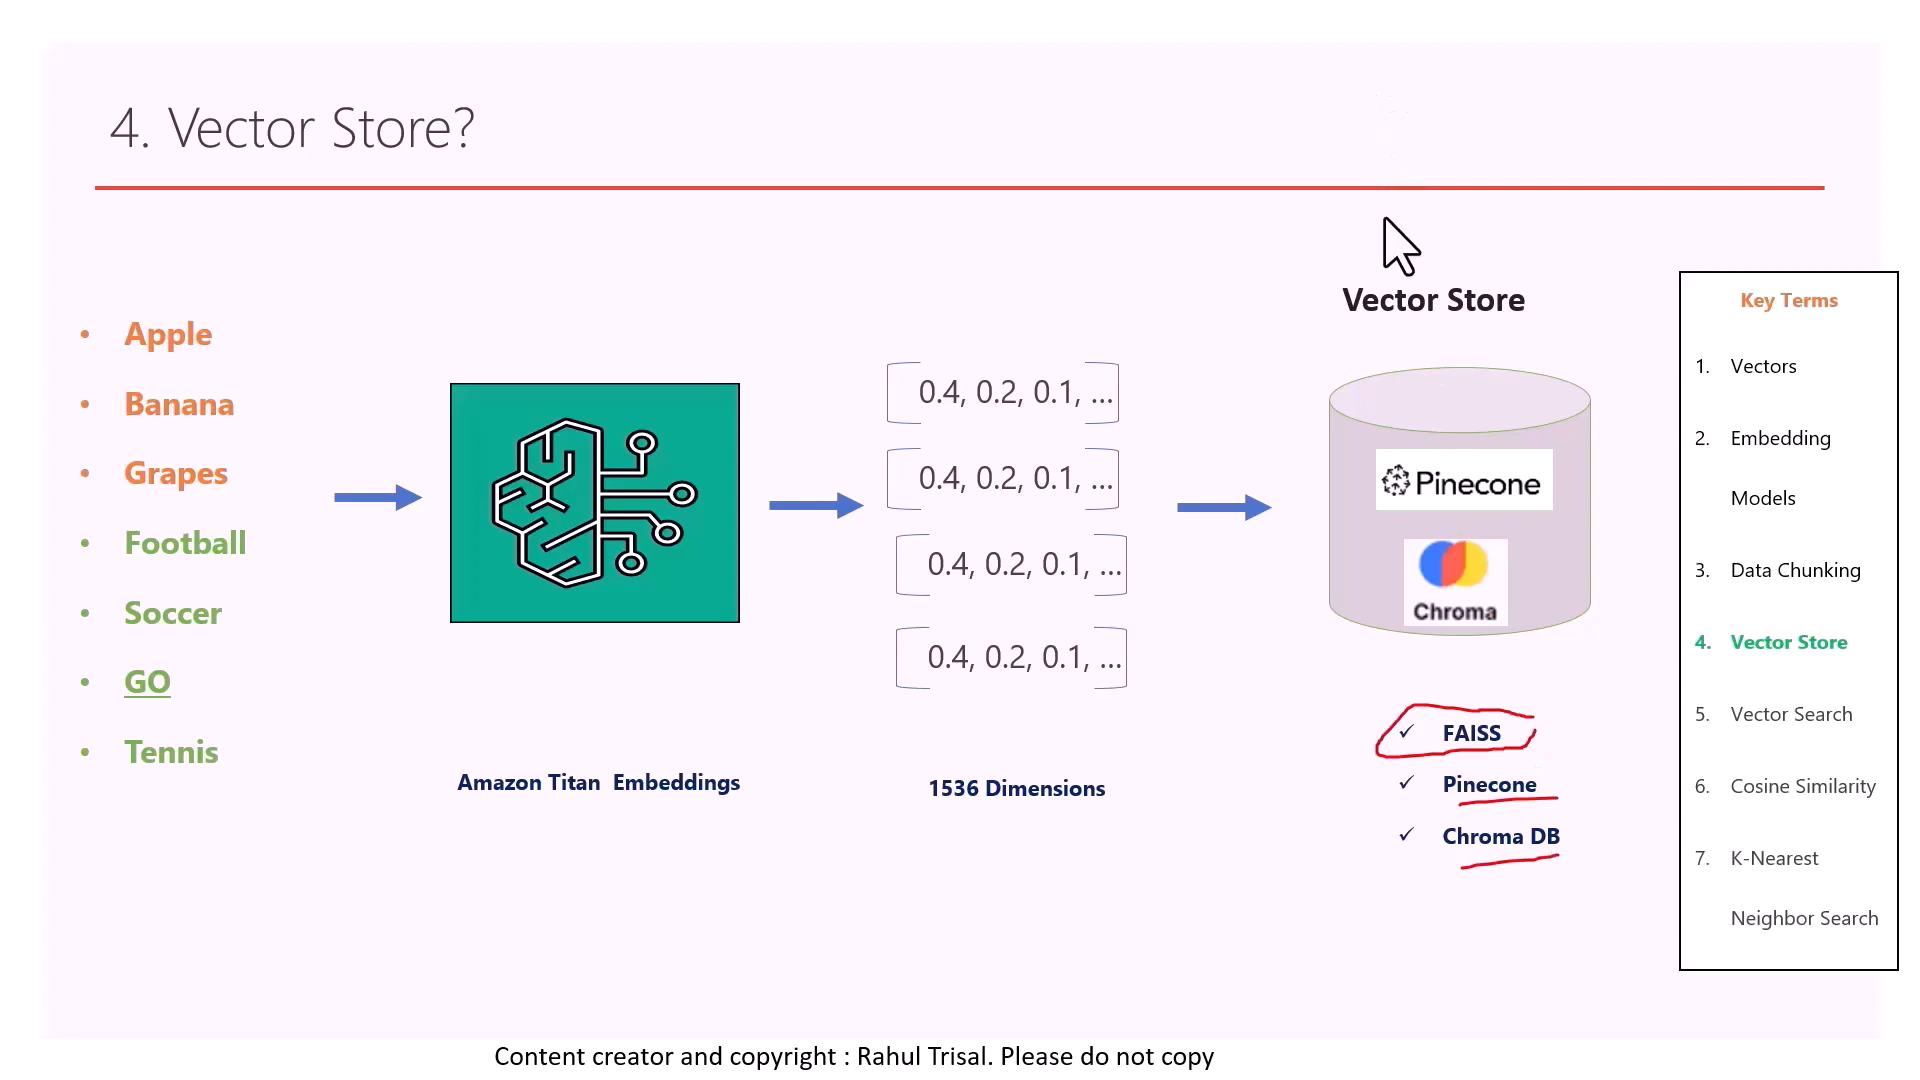 4. Vector Store?
• Apple
• Banana
• Grapes
• Football
• Soccer
• GO
• Tennis
Amazon Titan  Embeddings
0.4, 0.2, 0.1, ...
0.4, 0.2, 0.1, ...
0.4, 0.2, 0.1, ...
0.4, 0.2, 0.1, ...
1536 Dimensions
Vector Store
Pinecone
Chroma
✓ FAISS
✓ Pinecone
✓ Chroma DB
Key Terms
1. Vectors
2. Embedding
Models
3. Data Chunking
4. Vector Store
5. Vector Search
6. Cosine Similarity
7. K-Nearest
Neighbor Search
Content creator and copyright : Rahul Trisal. Please do not copy